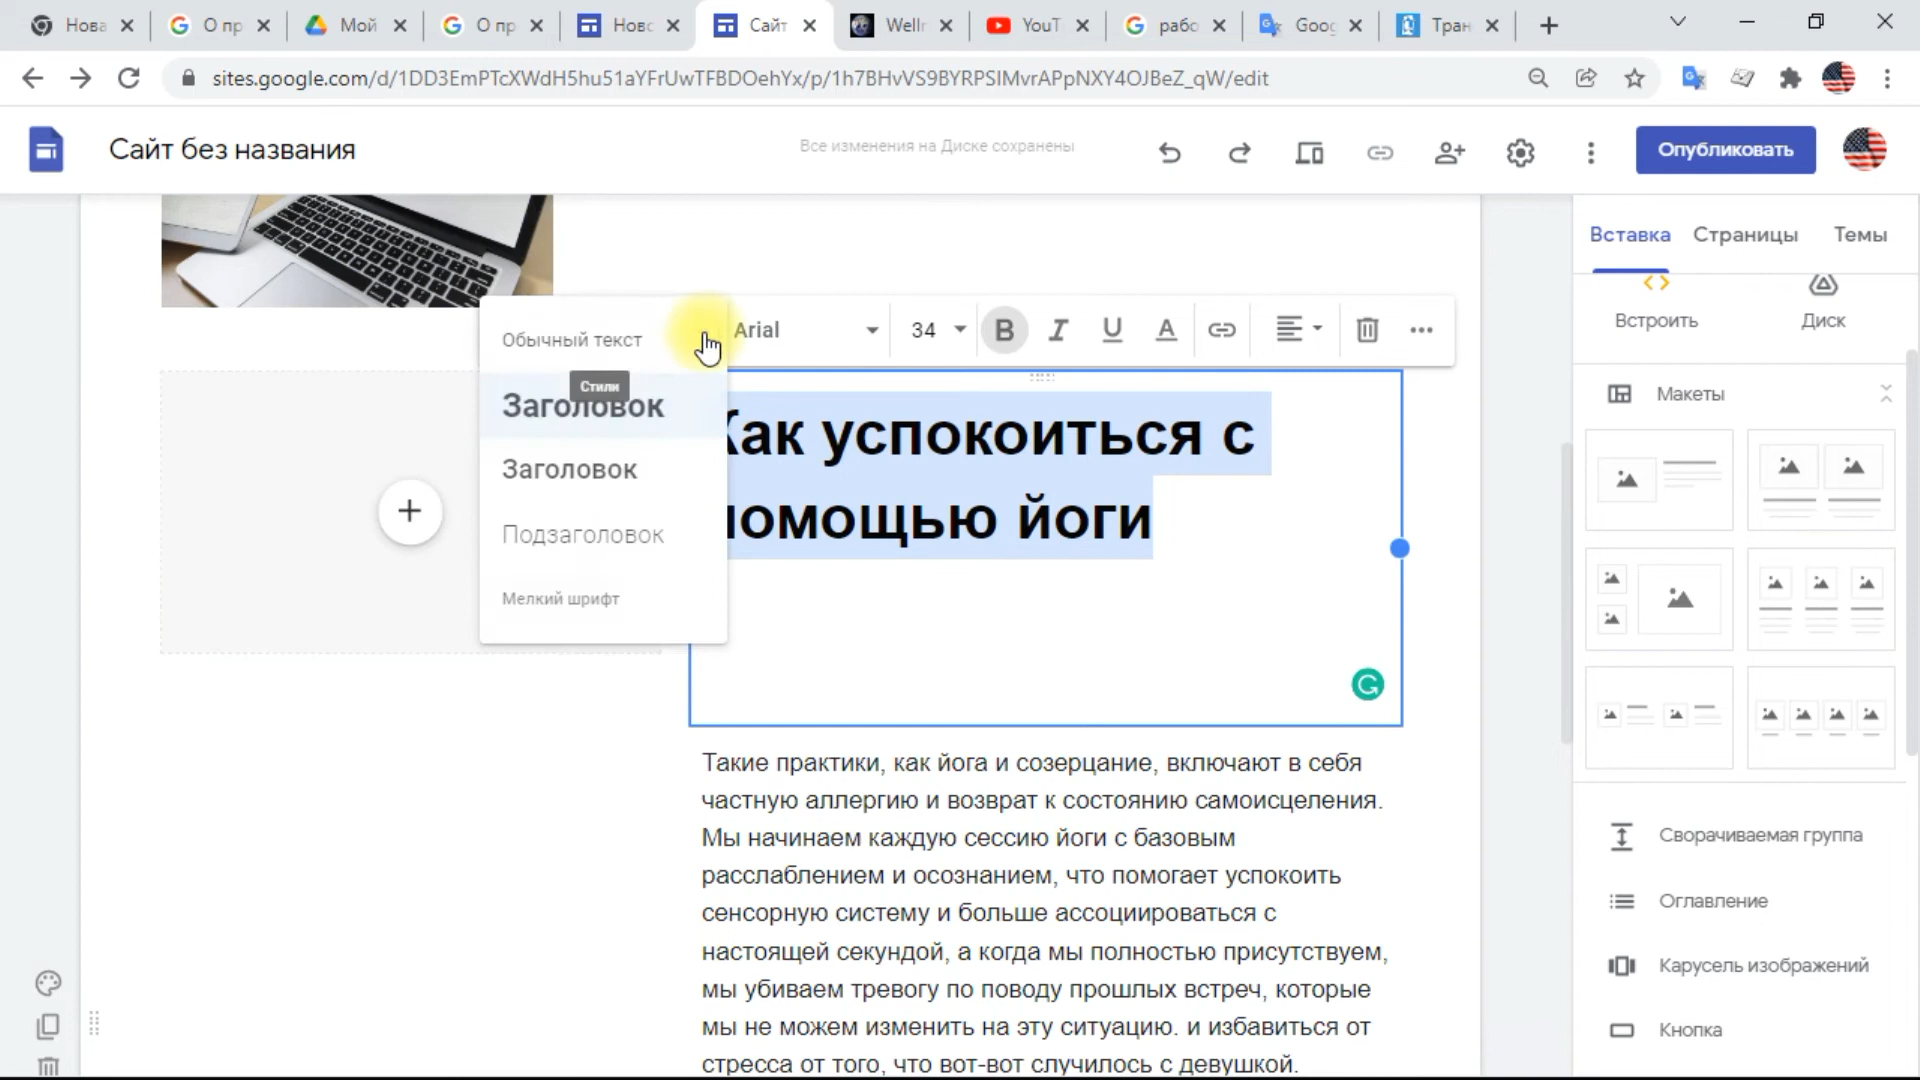 Нова
О пр
Мой
О пр
Новс
Сайт
Wellr
YouT
рабо
Goog
Тран
sites.google.com/d/1DD3EmPTcXWdH5hu51aYFrUwTFBDOehYx/p/1h7BHvVS9BYRPSlMvrAPpNXY4OJBeZ_qW/edit
Сайт без названия
Все изменения на Диске сохранены
Опубликовать
Вставка
Страницы
Темы
Встроить
Диск
Обычный текст
Arial
34
B
I
U
A
Стили
Заголовок
Заголовок
Подзаголовок
Мелкий шрифт
Как успокоиться с
помощью йоги
Макеты
Такие практики, как йога и созерцание, включают в себя
частную аллергию и возврат к состоянию самоисцеления.
Мы начинаем каждую сессию йоги с базовым
расслаблением и осознанием, что помогает успокоить
сенсорную систему и больше ассоциироваться с
настоящей секундой, а когда мы полностью присутствуем,
мы убиваем тревогу по поводу прошлых встреч, которые
мы не можем изменить на эту ситуацию. и избавиться от
стресса от того, что вот-вот случилось с девушкой.
Сворачиваемая группа
Оглавление
Карусель изображений
Кнопка